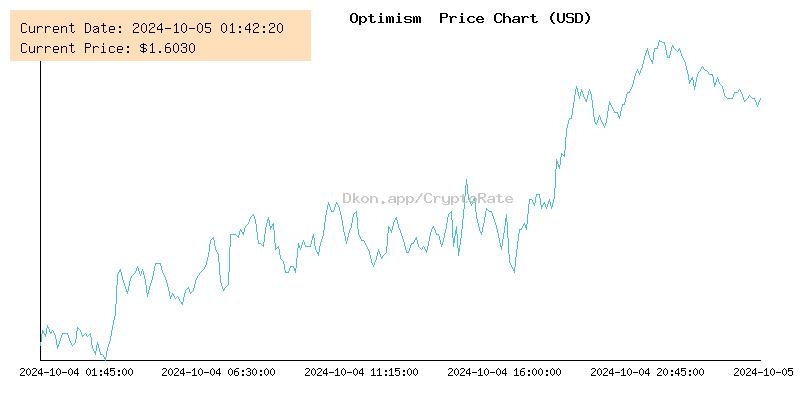 Optimism  Price Chart (USD)
Current Date: 2024-10-05 01:42:20
Current Price: $1.6030
Dkon.app/CryptoRate
2024-10-04 01:45:00 2024-10-04 06:30:00 2024-10-04 11:15:00 2024-10-04 16:00:00 2024-10-04 20:45:00 2024-10-05